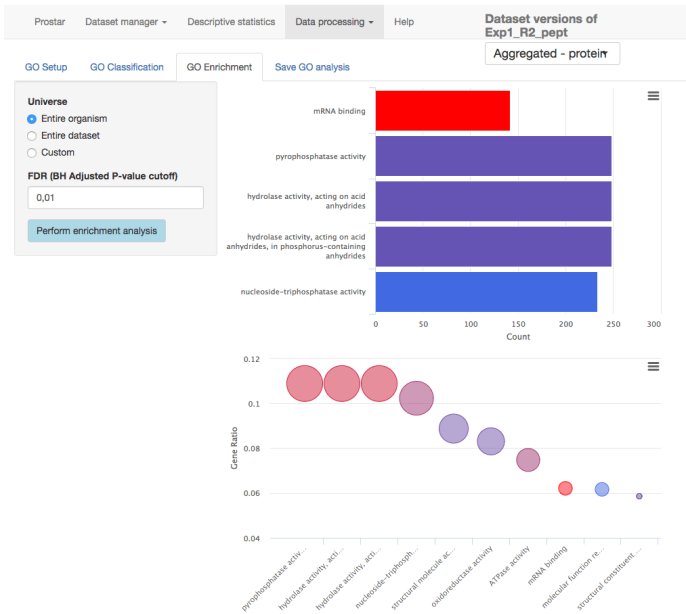 Prostar Dataset manager Descriptive statistics Data processing Help
Dataset versions of
Exp1_R2_pept
Aggregated - protein
GO Setup GO Classification GO Enrichment Save GO analysis
Universe
Entire organism
Entire dataset
Custom
FDR (BH Adjusted P-value cutoff)
0,01
Perform enrichment analysis
mRNA binding
pyrophosphatase activity
hydrolase activity, acting on acid
anhydrides
hydrolase activity, acting on acid
anhydrides, in phosphorus-containing
anhydrides
nucleoside-triphosphatase activity
0 50 100 150 200 250 300
Count
0.12
0.1
0.08
0.06
0.04
Gene Ratio
pyrophosphatase activ...
hydrolase activity, acti...
hydrolase activity, acti...
nucleoside-triphosph...
structural molecule ac...
oxidoreductase activity
ATPase activity
mRNA binding
molecular function re...
structural constituent ...